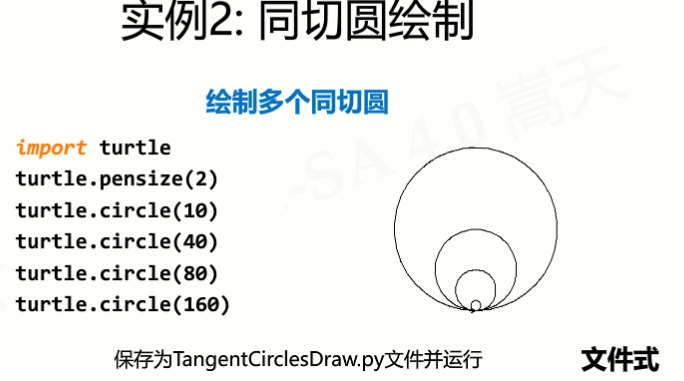 实例2: 同切圆绘制
绘制多个同切圆
import turtle
turtle.pensize(2)
turtle.circle(10)
turtle.circle(40)
turtle.circle(80)
turtle.circle(160)
-SA 4.0 嵩天
保存为TangentCirclesDraw.py文件并运行
文件式